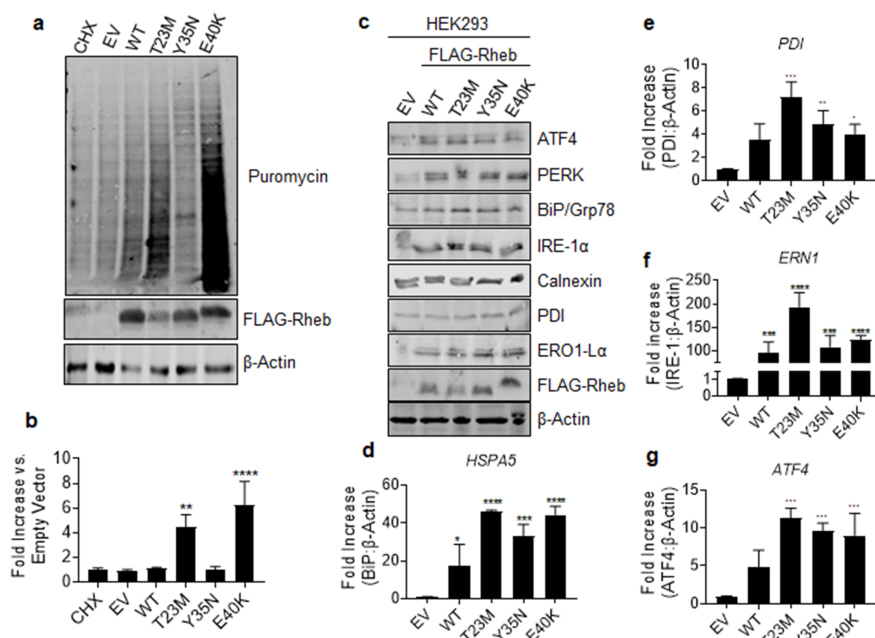 a
CHX EV WT T23M Y35N E40K
Puromycin
FLAG-Rheb
β-Actin
b
Fold Increase vs.
Empty Vector
8
6
4
2
0
**
****
CHX EV WT T23M Y35N E40K
c
HEK293
FLAG-Rheb
EV WT T23M Y35N E40K
ATF4
PERK
BiP/Grp78
IRE-1α
Calnexin
PDI
ERO1-Lα
FLAG-Rheb
β-Actin
d
HSPA5
Fold Increase
(BiP:β-Actin)
60
40
20
0
*
****
***
****
EV WT T23M Y35N E40K
e
PDI
Fold Increase
(PDI:β-Actin)
10
8
6
4
2
0
***
**
*
EV WT T23M Y35N E40K
f
ERN1
Fold increase
(IRE-1:β-Actin)
250
200
150
100
1
0
***
****
***
****
EV WT T23M Y35N E40K
g
ATF4
Fold Increase
(ATF4:β-Actin)
15
10
5
0
***
***
***
EV WT T23M Y35N E40K